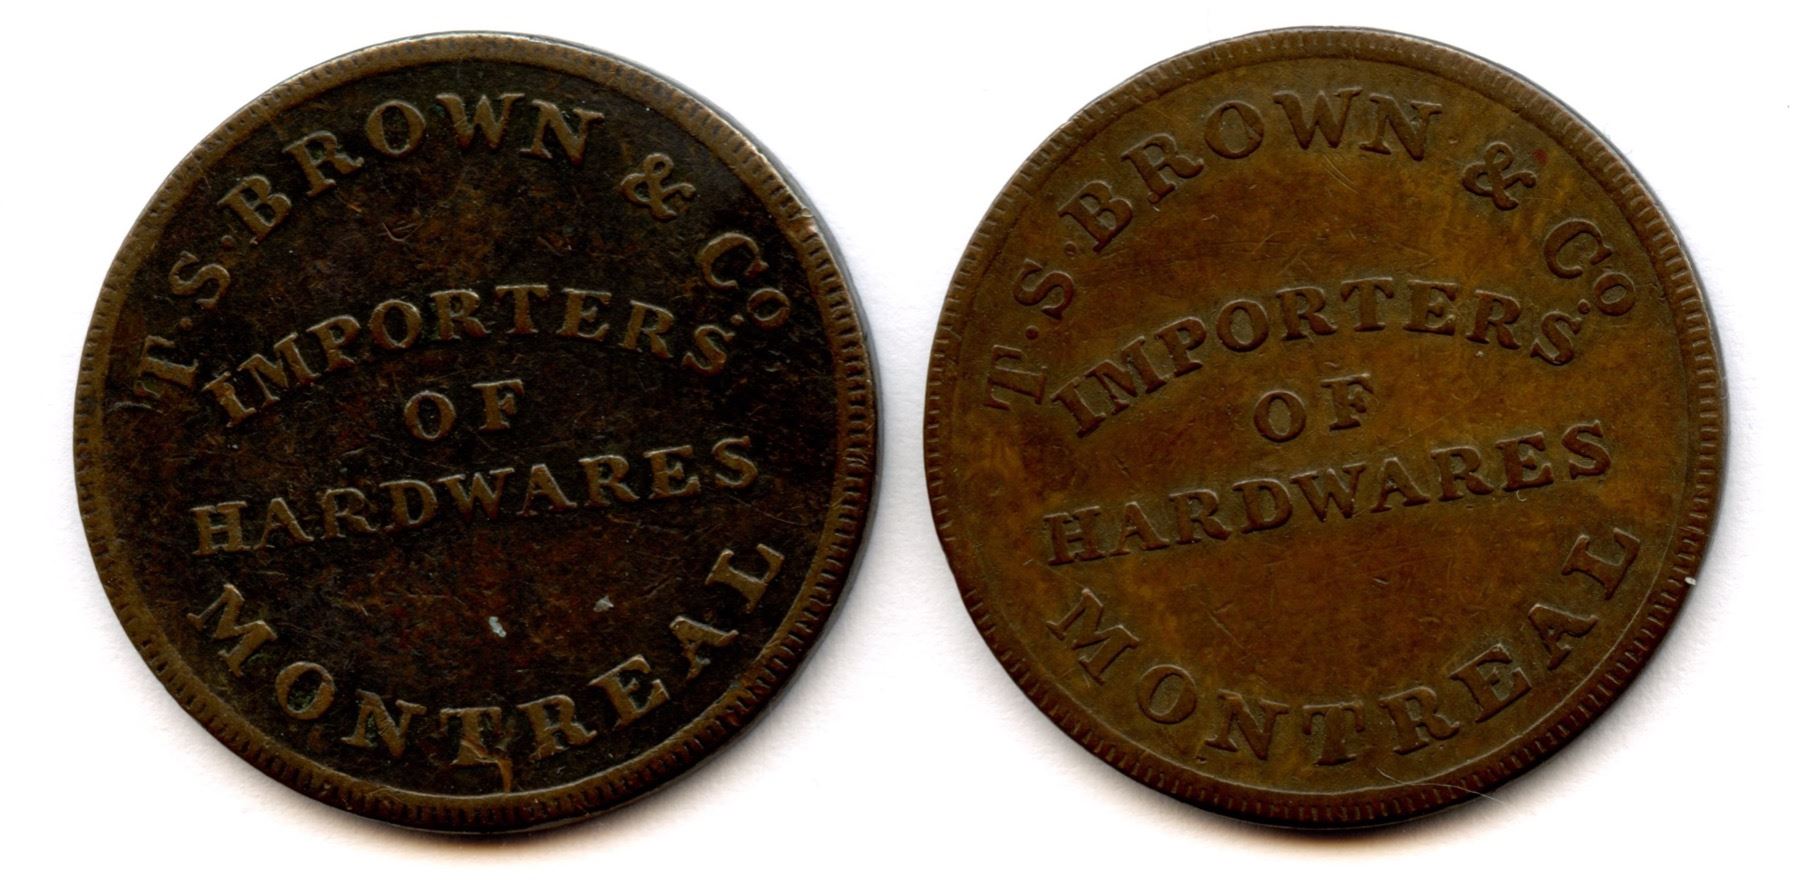 T. S. BROWN & Co.
IMPORTERS
OF
HARDWARES
MONTREAL
T. S. BROWN & Co.
IMPORTERS
OF
HARDWARES
MONTREAL